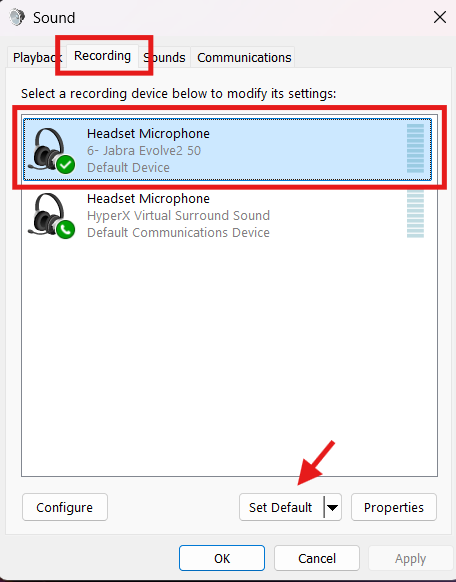 Sound
Playback Recording Sounds Communications
Select a recording device below to modify its settings:
Headset Microphone
6- Jabra Evolve2 50
Default Device
Headset Microphone
HyperX Virtual Surround Sound
Default Communications Device
Configure Set Default Properties
OK Cancel Apply